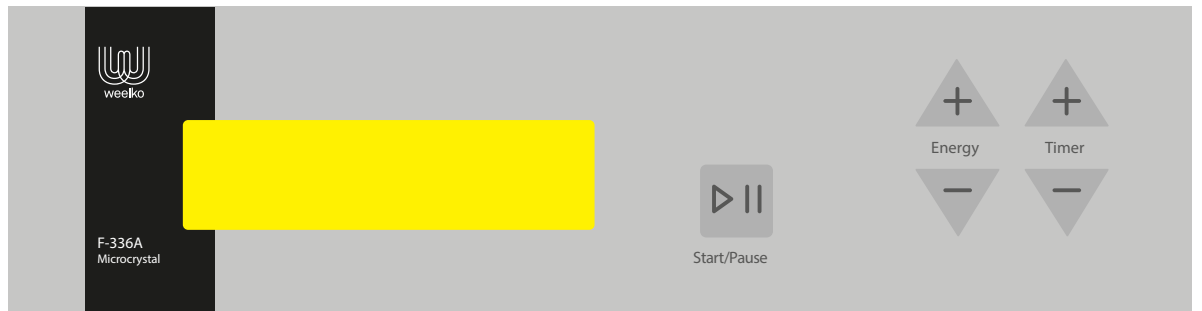 weelko
F-336A
Microcrystal
Start/Pause
+ +
Energy Timer
− −